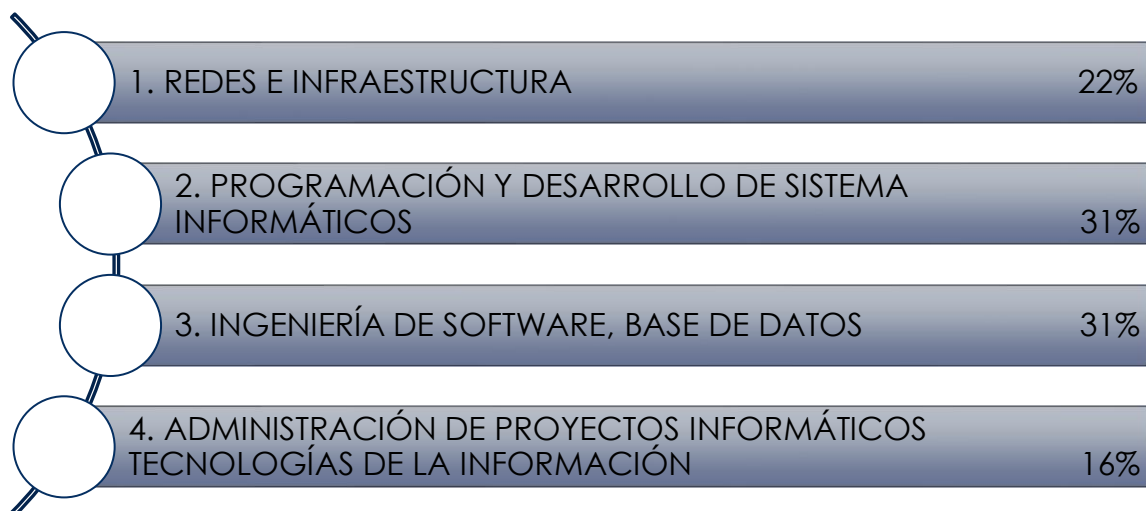 1. REDES E INFRAESTRUCTURA 22%
2. PROGRAMACIÓN Y DESARROLLO DE SISTEMA
INFORMÁTICOS 31%
3. INGENIERÍA DE SOFTWARE, BASE DE DATOS 31%
4. ADMINISTRACIÓN DE PROYECTOS INFORMÁTICOS
TECNOLOGÍAS DE LA INFORMACIÓN 16%